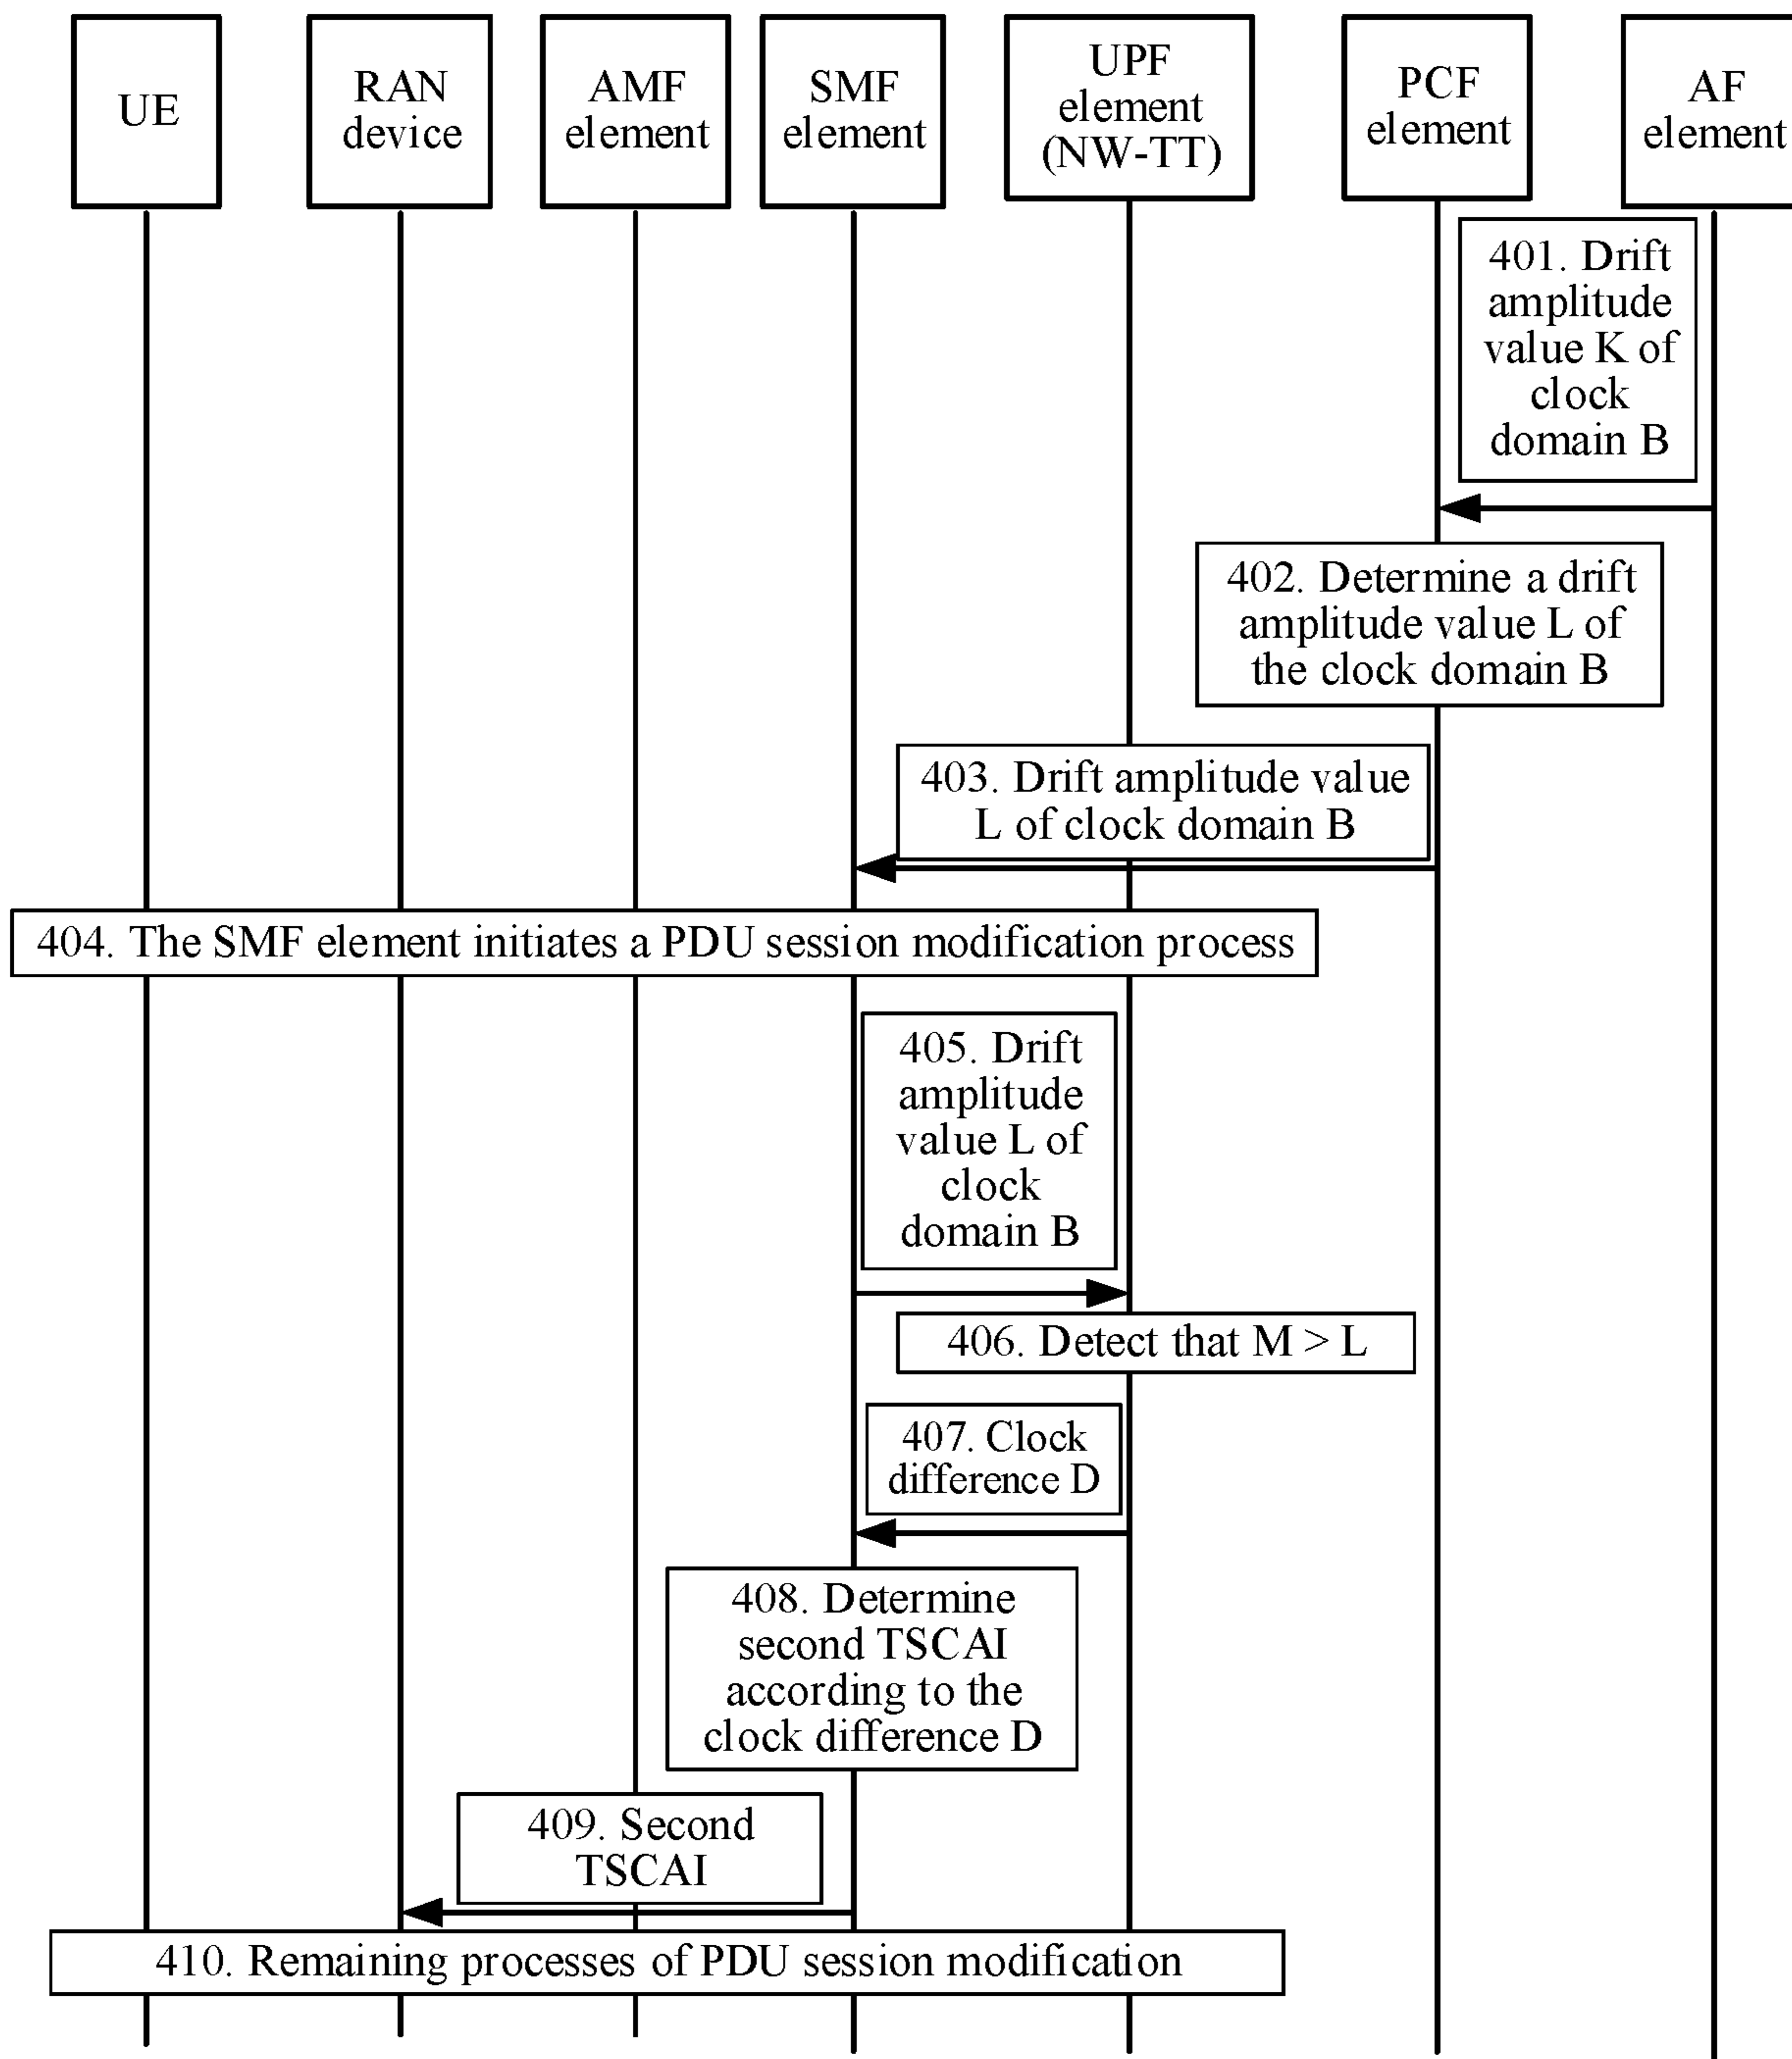 UE
RAN
device
AMF
element
SMF
element
UPF
element
(NW-TT)
PCF
element
AF
element
401. Drift
amplitude
value K of
clock
domain B
402. Determine a drift
amplitude value L of
the clock domain B
403. Drift amplitude value
L of clock domain B
404. The SMF element initiates a PDU session modification process
405. Drift
amplitude
value L of
clock
domain B
406. Detect that M > L
407. Clock
difference D
408. Determine
second TSCAI
according to the
clock difference D
409. Second
TSCAI
410. Remaining processes of PDU session modification